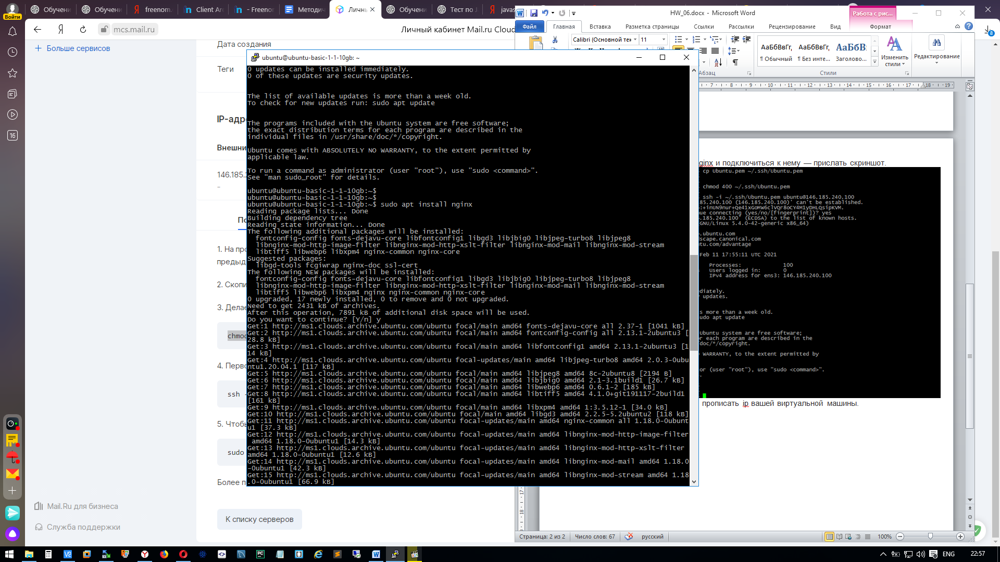 Войти
Обучени
Обучени
freenom.
Client Ar
- Freenor
Методич
Личны
Обучени
Тест по J
javas
mcs.mail.ru
Личный кабинет Mail.ru Cloud
Больше сервисов
Дата создания
Теги
IP-адре
Внешни
146.185.2
-
По
1. На про
предыд
2. Скопи
3. Делае
chmod
4. Перво
ssh -
5. Чтобы
sudo
Более п
К списку серверов
Mail.Ru для бизнеса
Служба поддержки
16
ubuntu@ubuntu-basic-1-1-10gb: ~
0 updates can be installed immediately.
0 of these updates are security updates.
The list of available updates is more than a week old.
To check for new updates run: sudo apt update
The programs included with the Ubuntu system are free software;
the exact distribution terms for each program are described in the
individual files in /usr/share/doc/*/copyright.
Ubuntu comes with ABSOLUTELY NO WARRANTY, to the extent permitted by
applicable law.
To run a command as administrator (user "root"), use "sudo <command>".
See "man sudo_root" for details.
ubuntu@ubuntu-basic-1-1-10gb:~$
ubuntu@ubuntu-basic-1-1-10gb:~$
ubuntu@ubuntu-basic-1-1-10gb:~$ sudo apt install nginx
Reading package lists... Done
Building dependency tree
Reading state information... Done
The following additional packages will be installed:
fontconfig-config fonts-dejavu-core libfontconfig1 libgd3 libjbig0 libjpeg-turbo8 libjpeg8
libnginx-mod-http-image-filter libnginx-mod-http-xslt-filter libnginx-mod-mail libnginx-mod-stream
libtiff5 libwebp6 libxpm4 nginx-common nginx-core
Suggested packages:
libgd-tools fcgiwrap nginx-doc ssl-cert
The following NEW packages will be installed:
fontconfig-config fonts-dejavu-core libfontconfig1 libgd3 libjbig0 libjpeg-turbo8 libjpeg8
libnginx-mod-http-image-filter libnginx-mod-http-xslt-filter libnginx-mod-mail libnginx-mod-stream
libtiff5 libwebp6 libxpm4 nginx nginx-common nginx-core
0 upgraded, 17 newly installed, 0 to remove and 0 not upgraded.
Need to get 2431 kB of archives.
After this operation, 7891 kB of additional disk space will be used.
Do you want to continue? [Y/n] y
Get:1 http://ms1.clouds.archive.ubuntu.com/ubuntu focal/main amd64 fonts-dejavu-core all 2.37-1 [1041 kB]
Get:2 http://ms1.clouds.archive.ubuntu.com/ubuntu focal/main amd64 fontconfig-config all 2.13.1-2ubuntu3 [
28.8 kB]
Get:3 http://ms1.clouds.archive.ubuntu.com/ubuntu focal/main amd64 libfontconfig1 amd64 2.13.1-2ubuntu3 [1
14 kB]
Get:4 http://ms1.clouds.archive.ubuntu.com/ubuntu focal-updates/main amd64 libjpeg-turbo8 amd64 2.0.3-0ubu
ntu1.20.04.1 [117 kB]
Get:5 http://ms1.clouds.archive.ubuntu.com/ubuntu focal/main amd64 libjpeg8 amd64 8c-2ubuntu8 [2194 B]
Get:6 http://ms1.clouds.archive.ubuntu.com/ubuntu focal/main amd64 libjbig0 amd64 2.1-3.1build1 [26.7 kB]
Get:7 http://ms1.clouds.archive.ubuntu.com/ubuntu focal/main amd64 libwebp6 amd64 0.6.1-2 [185 kB]
Get:8 http://ms1.clouds.archive.ubuntu.com/ubuntu focal/main amd64 libtiff5 amd64 4.1.0+git191117-2build1
[161 kB]
Get:9 http://ms1.clouds.archive.ubuntu.com/ubuntu focal/main amd64 libxpm4 amd64 1:3.5.12-1 [34.0 kB]
Get:10 http://ms1.clouds.archive.ubuntu.com/ubuntu focal/main amd64 libgd3 amd64 2.2.5-5.2ubuntu2 [118 kB]
Get:11 http://ms1.clouds.archive.ubuntu.com/ubuntu focal-updates/main amd64 nginx-common all 1.18.0-0ubunt
u1 [37.3 kB]
Get:12 http://ms1.clouds.archive.ubuntu.com/ubuntu focal-updates/main amd64 libnginx-mod-http-image-filter
amd64 1.18.0-0ubuntu1 [14.3 kB]
Get:13 http://ms1.clouds.archive.ubuntu.com/ubuntu focal-updates/main amd64 libnginx-mod-http-xslt-filter
amd64 1.18.0-0ubuntu1 [12.6 kB]
Get:14 http://ms1.clouds.archive.ubuntu.com/ubuntu focal-updates/main amd64 libnginx-mod-mail amd64 1.18.0
-0ubuntu1 [42.3 kB]
Get:15 http://ms1.clouds.archive.ubuntu.com/ubuntu focal-updates/main amd64 libnginx-mod-stream amd64 1.18
.0-0ubuntu1 [66.9 kB]
HW_06.docx - Microsoft Word
Работа с рис...
Файл Главная Вставка Разметка страницы Ссылки Рассылки Рецензирование Вид Формат
Calibri (Основной тек 11
АаБбВвГг, АаБбВвГг, АаБбВв
¶ Обычный ¶ Без инте... Заголово...
Изменить
стили
Редактирование
Абзац
Стили
7 8 9 10 11 12 13 14 15 16 17 18 19
ginx и подключиться к нему — прислать скриншот.
cp Ubuntu.pem ~/.ssh/Ubuntu.pem
chmod 400 ~/.ssh/Ubuntu.pem
ssh -i ~/.ssh/Ubuntu.pem ubuntu@146.185.240.100
.185.240.100 (146.185.240.100)' can't be established.
:+inUN9nur+Qe41xGoMW6clVQr8oCY4M1yDHLQsipKVM.
nue connecting (yes/no/[fingerprint])? yes
6.185.240.100' (ECDSA) to the list of known hosts.
GNU/Linux 5.4.0-42-generic x86_64)
.ubuntu.com
dscape.canonical.com
ntu.com/advantage
Feb 11 17:55:11 UTC 2021
Processes: 100
Users logged in: 0
IPv4 address for ens3: 146.185.240.100
ediately.
y updates.
s more than a week old.
sudo apt update
Ubuntu system are free software;
or each program are described in the
doc/*/copyright.
WARRANTY, to the extent permitted by
or (user "root"), use "sudo <command>".
прописать ip вашей виртуальной машины.
17
18
Страница: 2 из 2
Число слов: 67
русский
100%
8
ENG
22:57